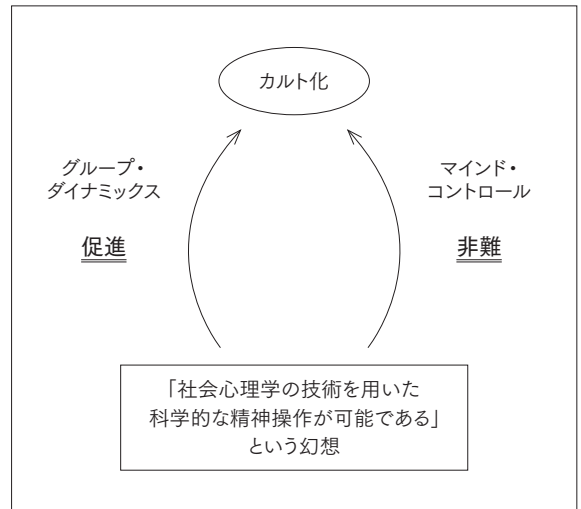 カルト化
グループ・
ダイナミックス
促進
マインド・
コントロール
非難
「社会心理学の技術を用いた
科学的な精神操作が可能である」
という幻想